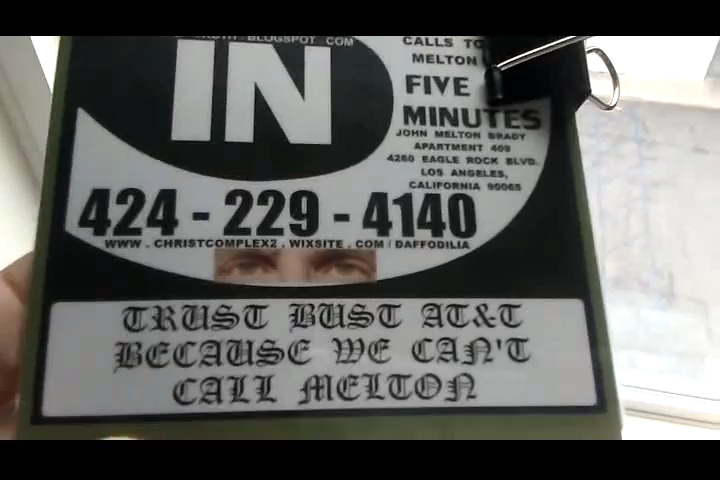 TRUTH . BLOGSPOT . COM
IN
CALLS TO
MELTON
FIVE
MINUTES
JOHN MELTON BRADY
APARTMENT 409
4260 EAGLE ROCK BLVD.
LOS ANGELES,
CALIFORNIA 90065
424 - 229 - 4140
WWW . CHRISTCOMPLEX2 . WIXSITE . COM / DAFFODILIA
TRUST BUST AT&T
BECAUSE WE CAN'T
CALL MELTON